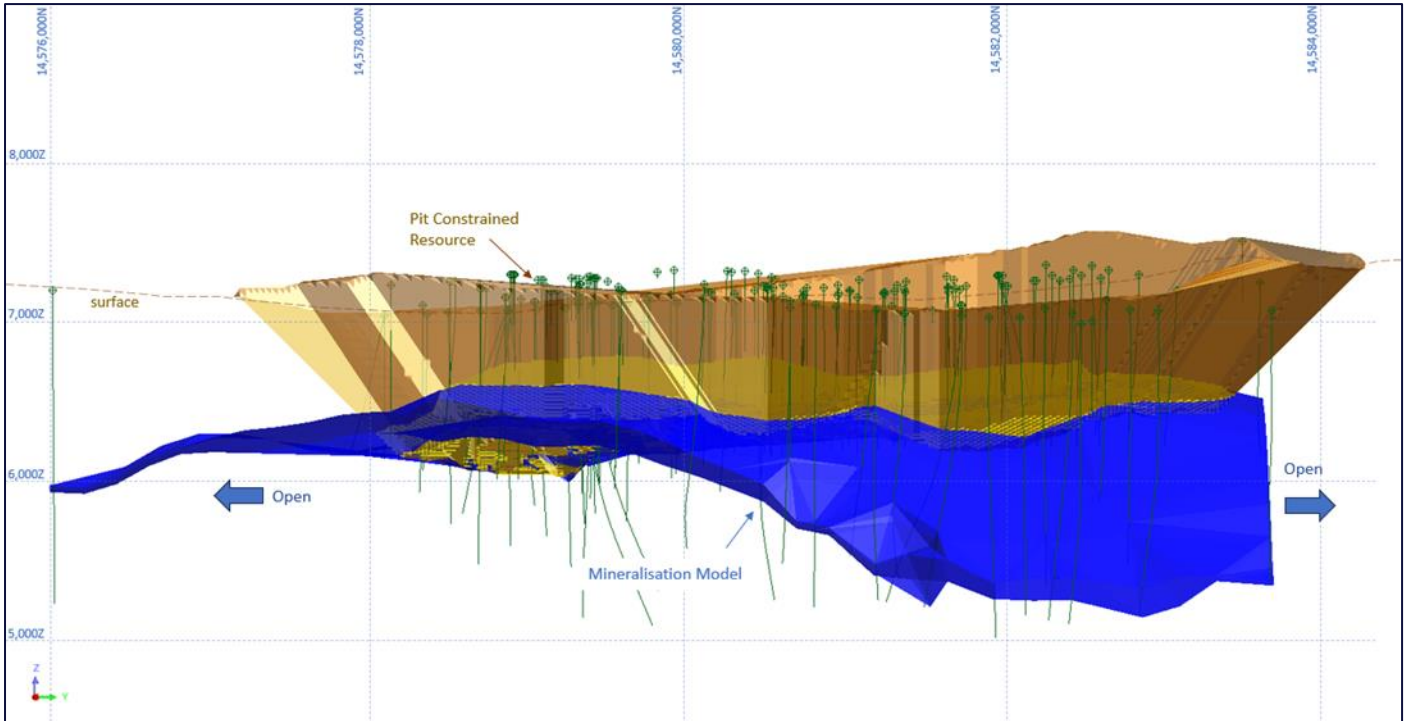 14,576,000N
14,578,000N
14,580,000N
14,582,000N
14,584,000N
8,000Z
Pit Constrained
Resource
surface
7,000Z
6,000Z
Open
Open
Mineralisation Model
5,000Z
Z
Y